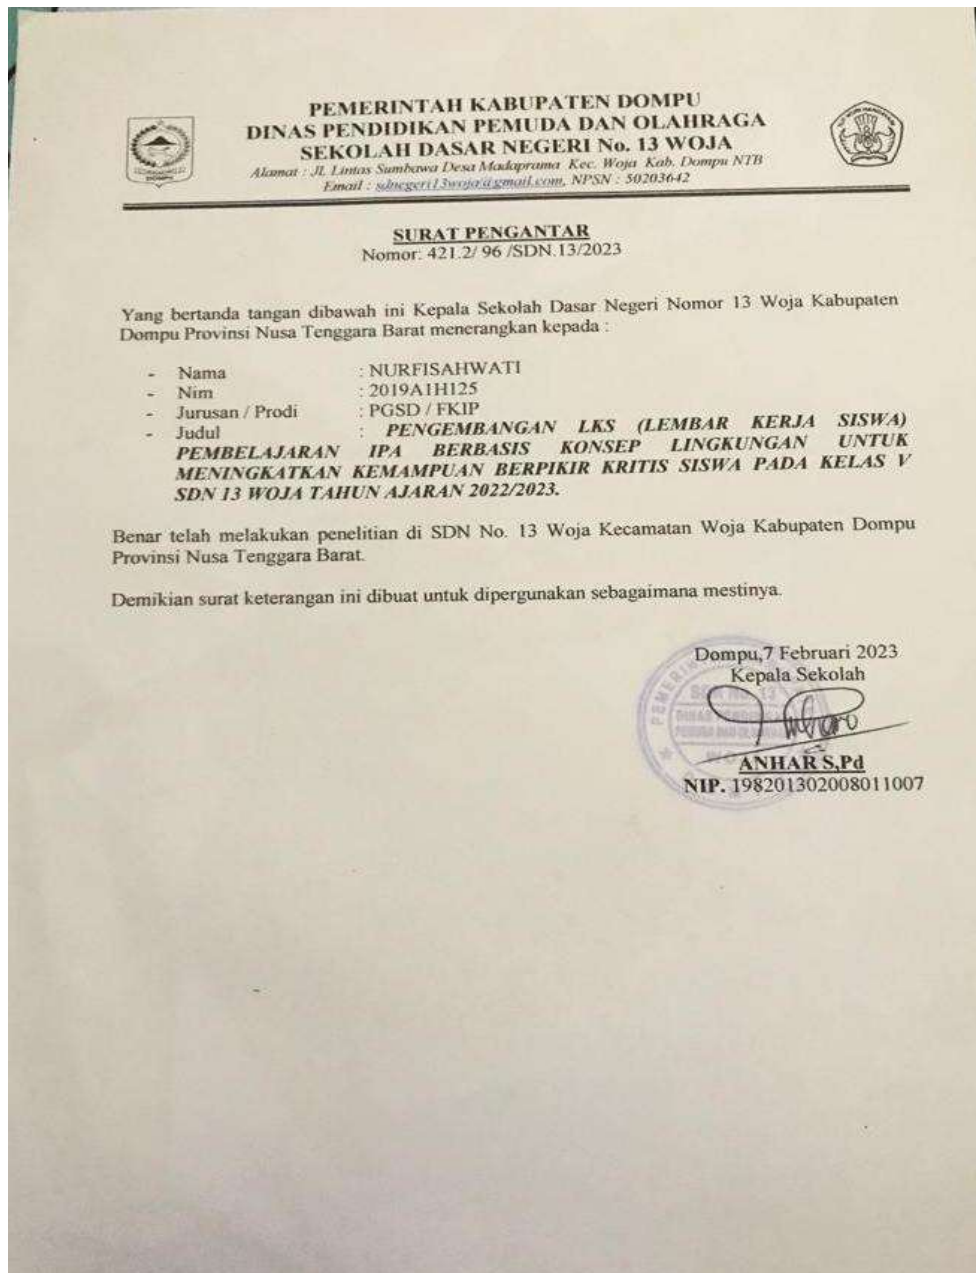 PEMERINTAH KABUPATEN DOMPU
DINAS PENDIDIKAN PEMUDA DAN OLAHRAGA
SEKOLAH DASAR NEGERI No. 13 WOJA
Alamat : JL Lintas Sumbawa Desa Madaprama Kec. Woja Kab. Dompu NTB
Email : sdnegeri13woja@gmail.com, NPSN : 50203642
DOMPU
SURAT PENGANTAR
Nomor: 421.2/ 96 /SDN.13/2023
Yang bertanda tangan dibawah ini Kepala Sekolah Dasar Negeri Nomor 13 Woja Kabupaten
Dompu Provinsi Nusa Tenggara Barat menerangkan kepada :
- Nama : NURFISAHWATI
- Nim : 2019A1H125
- Jurusan / Prodi : PGSD / FKIP
- Judul : PENGEMBANGAN LKS (LEMBAR KERJA SISWA)
PEMBELAJARAN IPA BERBASIS KONSEP LINGKUNGAN UNTUK
MENINGKATKAN KEMAMPUAN BERPIKIR KRITIS SISWA PADA KELAS V
SDN 13 WOJA TAHUN AJARAN 2022/2023.
Benar telah melakukan penelitian di SDN No. 13 Woja Kecamatan Woja Kabupaten Dompu
Provinsi Nusa Tenggara Barat.
Demikian surat keterangan ini dibuat untuk dipergunakan sebagaimana mestinya.
Dompu,7 Februari 2023
Kepala Sekolah
SDN No. 13
ANHAR S,Pd
NIP. 198201302008011007